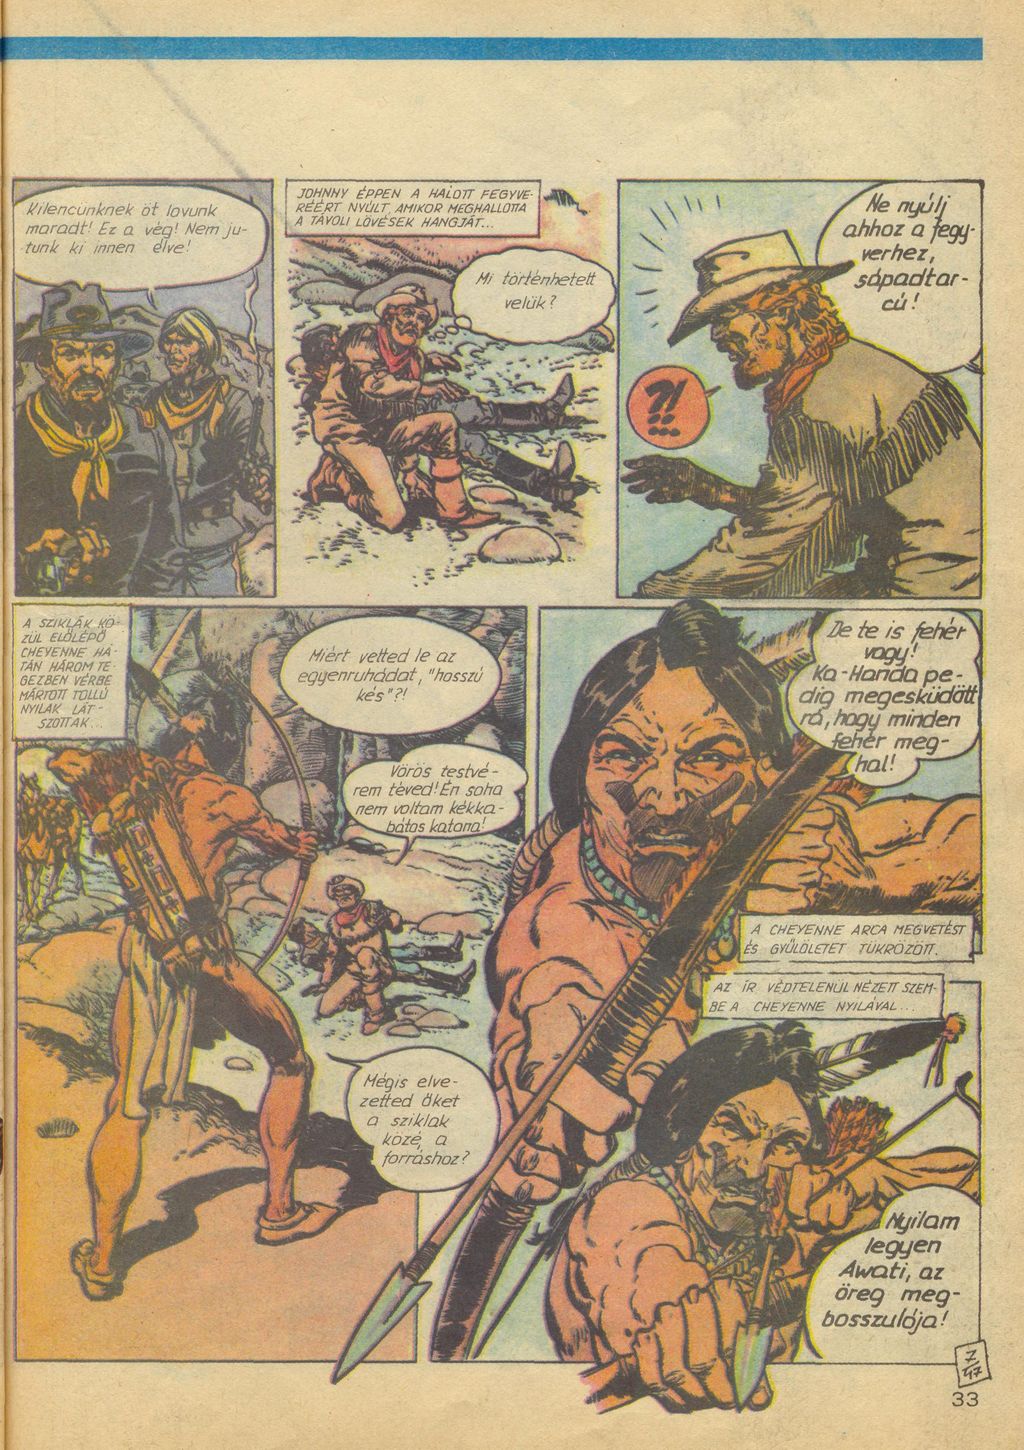 Kilencünknek öt lovunk
maradt! Ez a vég! Nem ju-
tunk ki innen élve!
JOHNNY ÉPPEN A HALOTT FEGYVE-
RÉÉRT NYÚLT, AMIKOR MEGHALLOTTA
A TÁVOLI LÖVÉSEK HANGJÁT...
Mi történhetett
velük?
Ne nyúlj
ahhoz a fegy-
verhez,
sápadtar-
cú!
?!...
A SZIKLÁK KÖ-
ZÜL ELŐLÉPŐ
CHEYENNE HÁ-
TÁN HÁROM TE-
GEZBEN VÉRBE
MÁRTOTT TOLLÚ
NYILAK LÁT-
SZOTTAK...
Miért vetted le az
egyenruhádat, "hosszú
kés"?!
Vörös testvé-
rem téved! Én soha
nem voltam kékka-
bátos katona!
Mégis elve-
zetted őket
a sziklák
közé, a
forráshoz?
De te is fehér
vagy!
Ka-Handa pe-
dig megesküdött
rá, hogy minden
fehér meg-
hal!
A CHEYENNE ARCA MEGVETÉST
ÉS GYŰLÖLETET TÜKRÖZÖTT.
AZ ÍR VÉDTELENÜL NÉZETT SZEM-
BE A CHEYENNE NYILÁVAL...
Nyilam
legyen
Awati, az
öreg meg-
bosszulója!
7/47
33